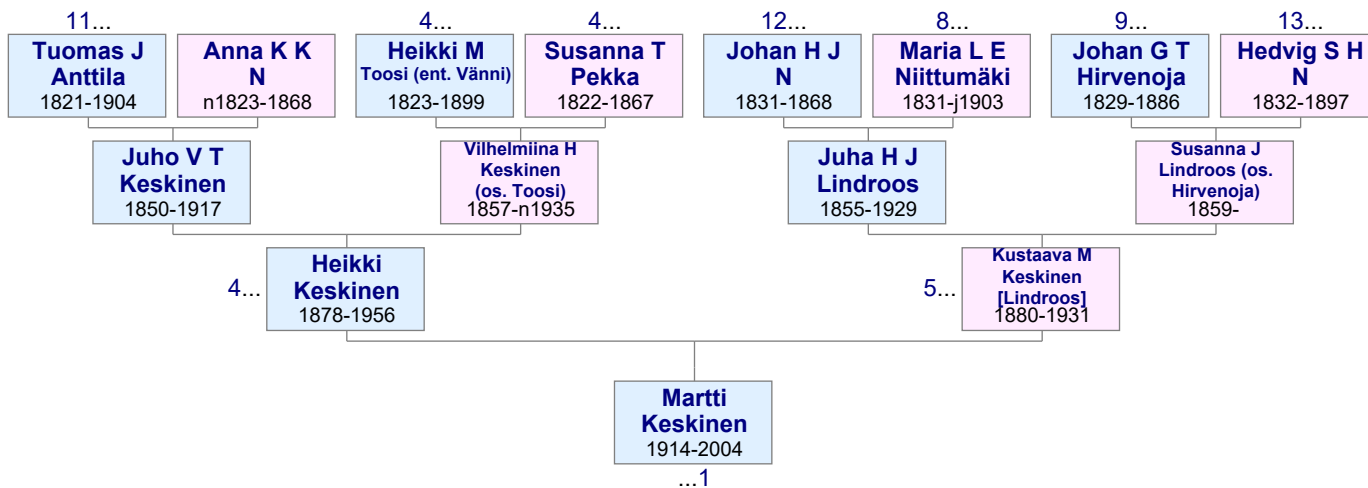 11...
4...
4...
12...
8...
9...
13...
Tuomas J
Anttila
1821-1904
Anna K K
N
n1823-1868
Heikki M
Toosi (ent. Vänni)
1823-1899
Susanna T
Pekka
1822-1867
Johan H J
N
1831-1868
Maria L E
Niittumäki
1831-j1903
Johan G T
Hirvenoja
1829-1886
Hedvig S H
N
1832-1897
Juho V T
Keskinen
1850-1917
Vilhelmiina H
Keskinen
(os. Toosi)
1857-n1935
Juha H J
Lindroos
1855-1929
Susanna J
Lindroos (os.
Hirvenoja)
1859-
4...
Heikki
Keskinen
1878-1956
5...
Kustaava M
Keskinen
[Lindroos]
1880-1931
Martti
Keskinen
1914-2004
...1